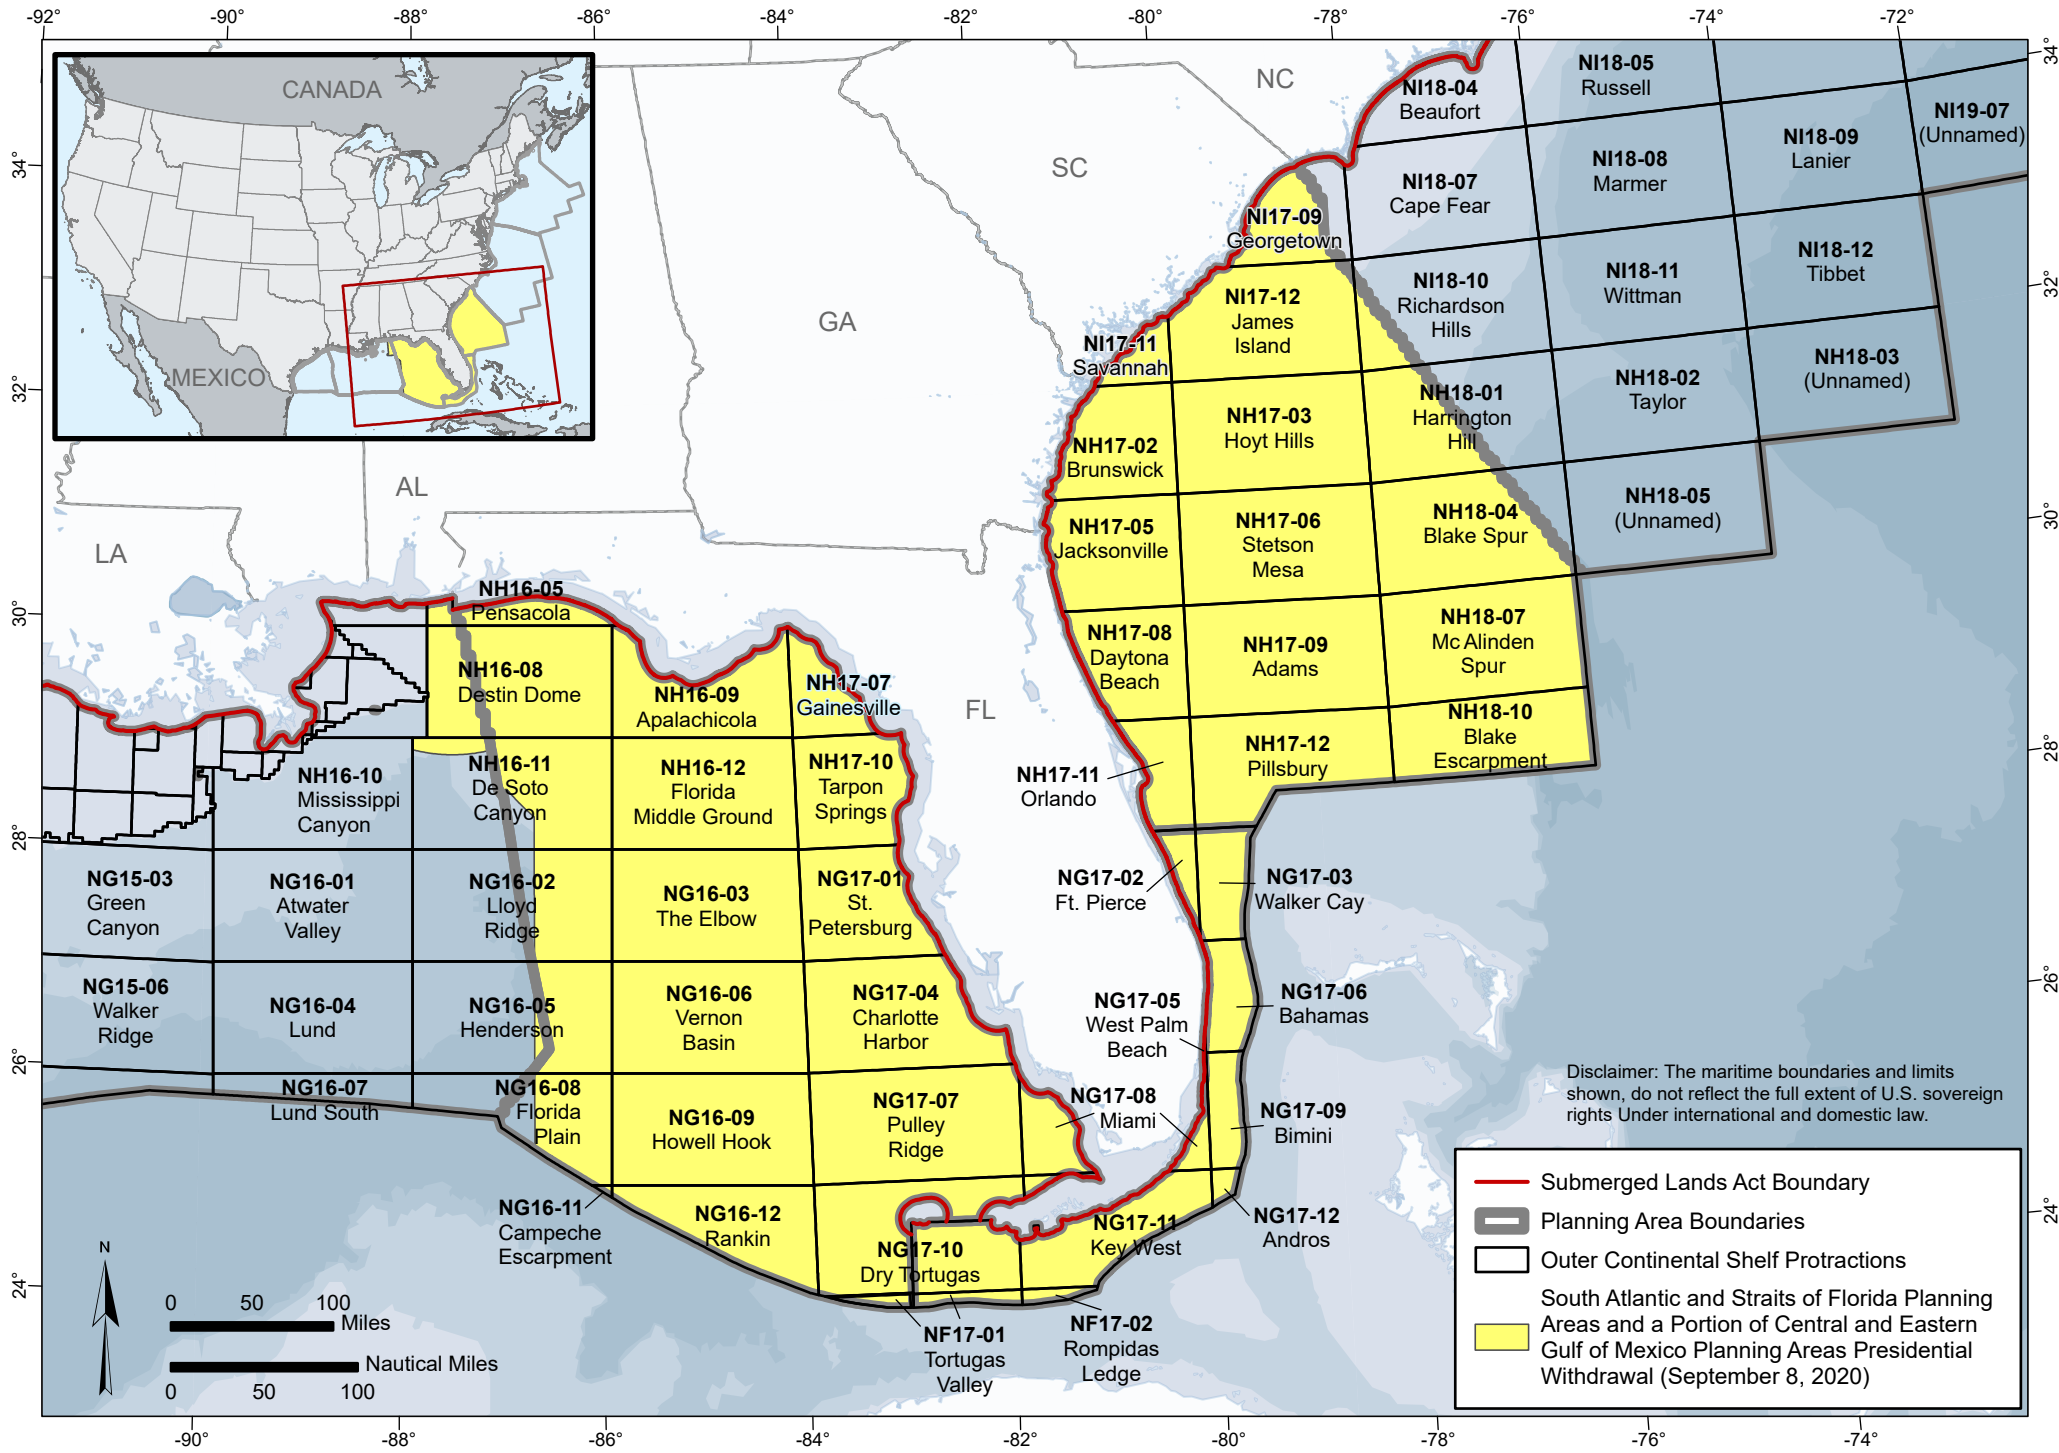 -92°
-90°
-88°
-86°
-84°
-82°
-80°
-78°
-76°
-74°
-72°
34°
32°
30°
28°
26°
24°
34°
32°
30°
28°
26°
24°
CANADA
MEXICO
NC
SC
GA
AL
LA
FL
NI18-04
Beaufort
NI18-05
Russell
NI19-07
(Unnamed)
NI18-09
Lanier
NI18-08
Marmer
NI18-07
Cape Fear
NI17-09
Georgetown
NI18-12
Tibbet
NI18-11
Wittman
NI18-10
Richardson
Hills
NI17-12
James
Island
NI17-11
Savannah
NH18-03
(Unnamed)
NH18-02
Taylor
NH18-01
Harrington
Hill
NH17-03
Hoyt Hills
NH17-02
Brunswick
NH18-05
(Unnamed)
NH18-04
Blake Spur
NH17-06
Stetson
Mesa
NH17-05
Jacksonville
NH18-07
Mc Alinden
Spur
NH17-09
Adams
NH17-08
Daytona
Beach
NH18-10
Blake
Escarpment
NH17-12
Pillsbury
NH17-11
Orlando
NH16-05
Pensacola
NH16-08
Destin Dome
NH16-09
Apalachicola
NH17-07
Gainesville
NH16-10
Mississippi
Canyon
NH16-11
De Soto
Canyon
NH16-12
Florida
Middle Ground
NH17-10
Tarpon
Springs
NG15-03
Green
Canyon
NG16-01
Atwater
Valley
NG16-02
Lloyd
Ridge
NG16-03
The Elbow
NG17-01
St.
Petersburg
NG17-02
Ft. Pierce
NG17-03
Walker Cay
NG15-06
Walker
Ridge
NG16-04
Lund
NG16-05
Henderson
NG16-06
Vernon
Basin
NG17-04
Charlotte
Harbor
NG17-05
West Palm
Beach
NG17-06
Bahamas
NG16-07
Lund South
NG16-08
Florida
Plain
NG16-09
Howell Hook
NG17-07
Pulley
Ridge
NG17-08
Miami
NG17-09
Bimini
NG16-11
Campeche
Escarpment
NG16-12
Rankin
NG17-10
Dry Tortugas
NG17-11
Key West
NG17-12
Andros
NF17-01
Tortugas
Valley
NF17-02
Rompidas
Ledge
N
0 50 100
Miles
Nautical Miles
0 50 100
Disclaimer: The maritime boundaries and limits
shown, do not reflect the full extent of U.S. sovereign
rights Under international and domestic law.
Submerged Lands Act Boundary
Planning Area Boundaries
Outer Continental Shelf Protractions
South Atlantic and Straits of Florida Planning
Areas and a Portion of Central and Eastern
Gulf of Mexico Planning Areas Presidential
Withdrawal (September 8, 2020)
-90°
-88°
-86°
-84°
-82°
-80°
-78°
-76°
-74°